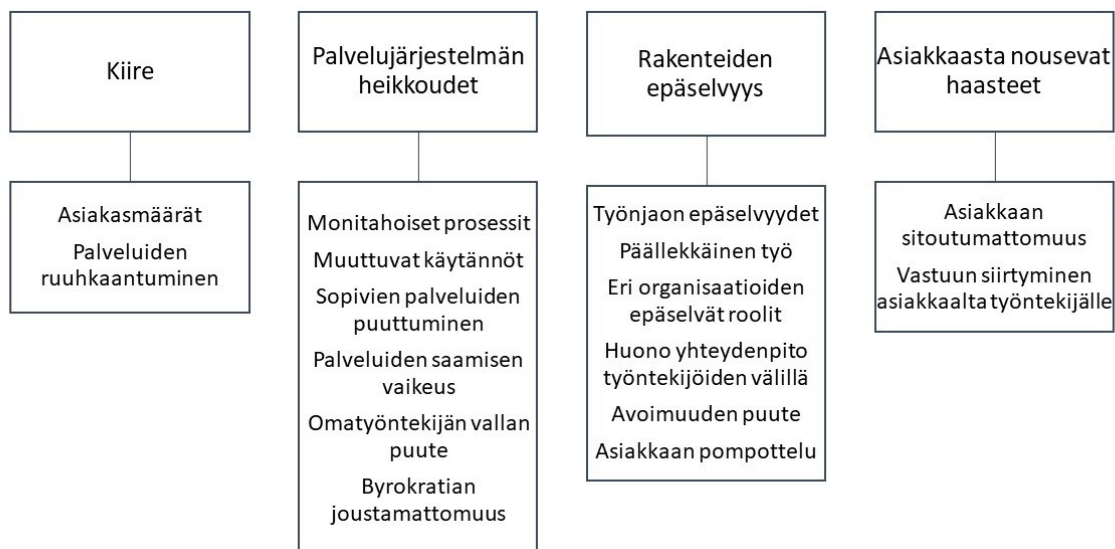 Kiire
Asiakasmäärät
Palveluiden
ruuhkaantuminen
Palvelujärjestelmän
heikkoudet
Monitahoiset prosessit
Muuttuvat käytännöt
Sopivien palveluiden
puuttuminen
Palveluiden saamisen
vaikeus
Omatyöntekijän vallan
puute
Byrokratian
joustamattomuus
Rakenteiden
epäselvyys
Työnjaon epäselvyydet
Päällekkäinen työ
Eri organisaatioiden
epäselvät roolit
Huono yhteydenpito
työntekijöiden välillä
Avoimuuden puute
Asiakkaan pompottelu
Asiakkaasta nousevat
haasteet
Asiakkaan
sitoutumattomuus
Vastuun siirtyminen
asiakkaalta työntekijälle